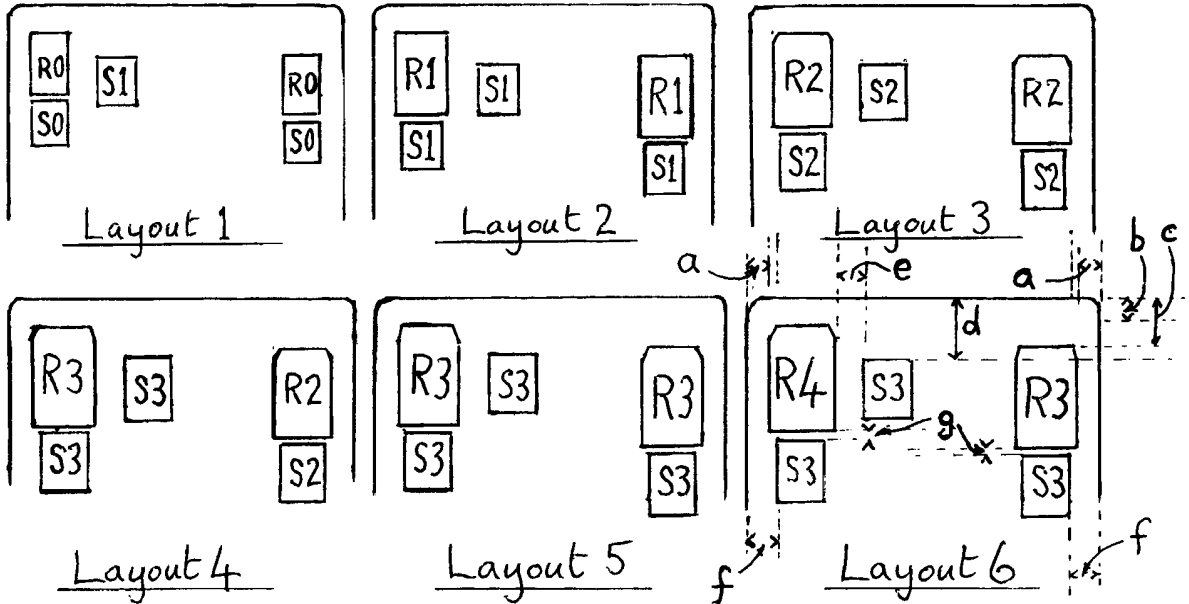 R0 S1 R0
S0 S0
Layout 1
R1 S1 R1
S1 S1
Layout 2
R2 S2 R2
S2 S2
Layout 3
a e a b c
R3 S3 R2
S3 S2
Layout 4
R3 S3 R3
S3 S3
Layout 5
d
R4 S3 R3
g
S3 S3
f f
Layout 6